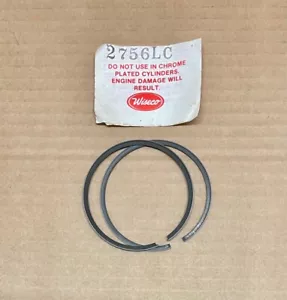 2756LC
DO NOT USE IN CHROME
PLATED CYLINDERS.
ENGINE DAMAGE WILL
RESULT.
Wiseco